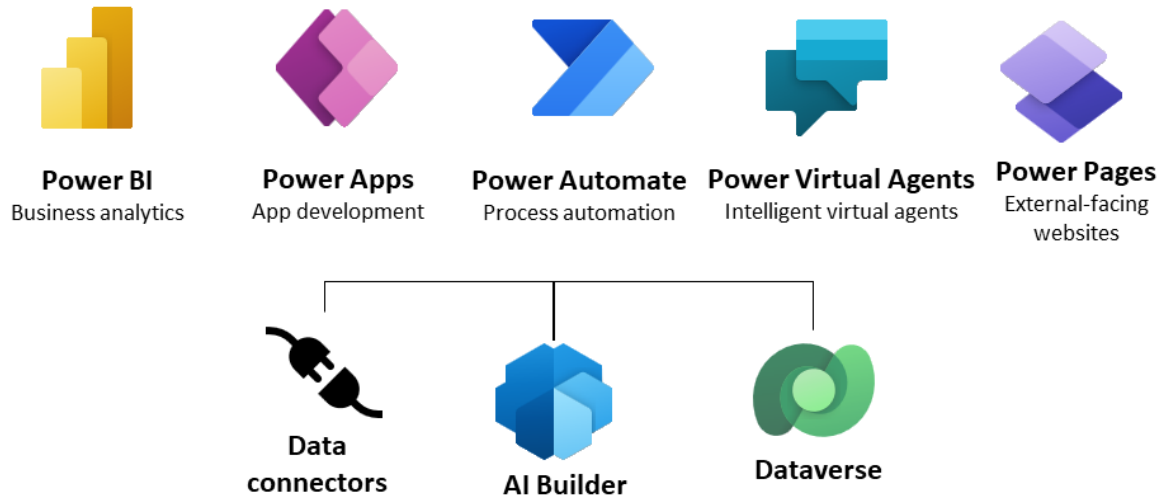 Power BI
Business analytics
Power Apps
App development
Power Automate
Process automation
Power Virtual Agents
Intelligent virtual agents
Power Pages
External-facing
websites
Data
connectors
AI Builder
Dataverse